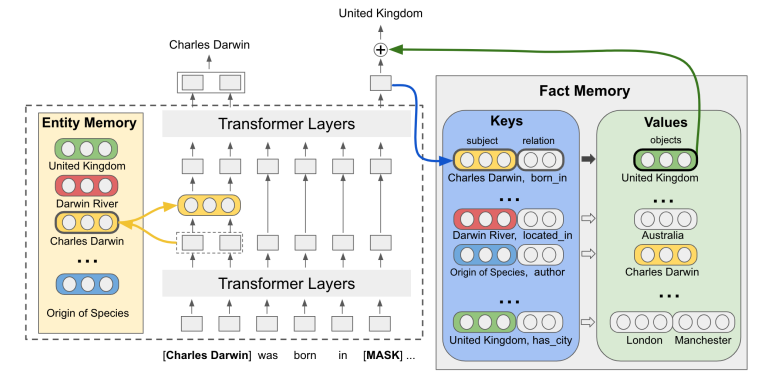 United Kingdom
Charles Darwin
Entity Memory
United Kingdom
Darwin River
Charles Darwin
...
Origin of Species
Transformer Layers
Transformer Layers
[Charles Darwin] was born in [MASK] ...
Fact Memory
Keys
subject relation
Charles Darwin, born_in
...
Darwin River, located_in
Origin of Species, author
...
United Kingdom, has_city
Values
objects
United Kingdom
...
Australia
Charles Darwin
...
London Manchester